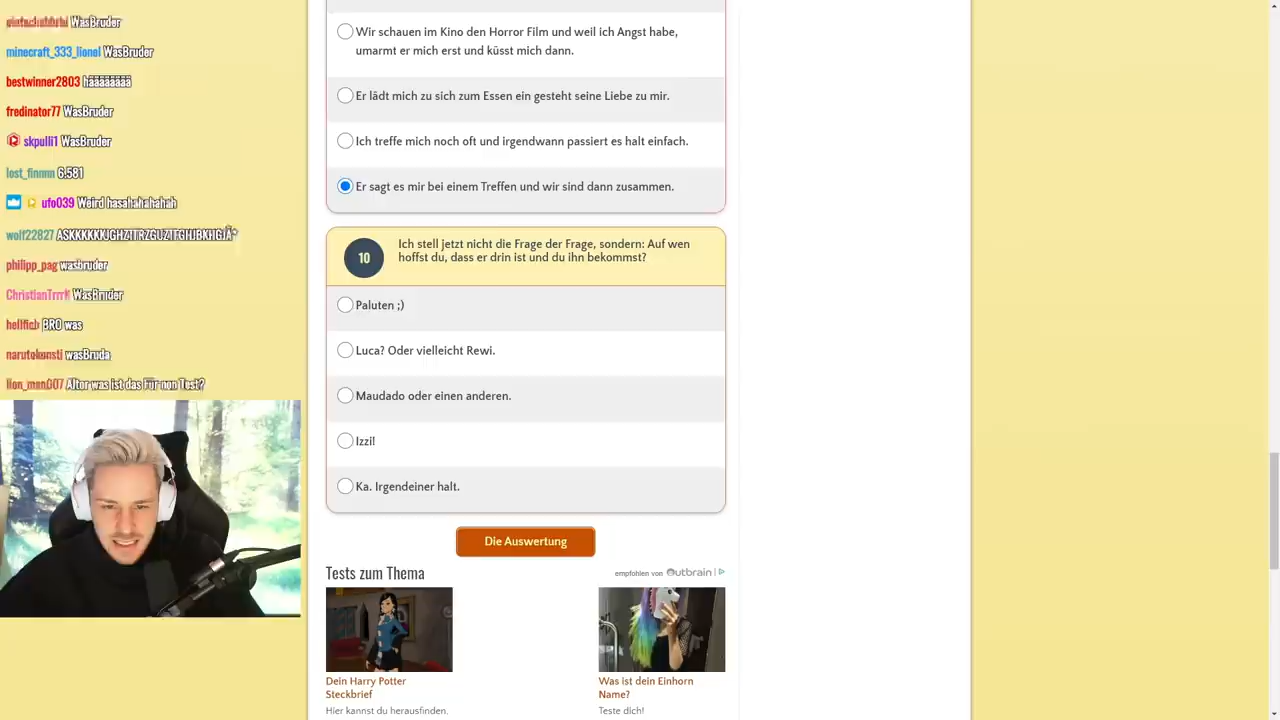 WasBruder
minecraft_333_lionel WasBruder
bestwinner2803 hääääääää
fredinator77 WasBruder
skpulli1 WasBruder
6.581
ufo039 Weird hasahahahahah
wolf22827
philipp_pag wasbruder
ChristianTrrrK WasBruder
BRO was
narutokonsti wasBruda
Altor was ist das Für non Test?
Wir schauen im Kino den Horror Film und weil ich Angst habe,
umarmt er mich erst und küsst mich dann.
Er lädt mich zu sich zum Essen ein gesteht seine Liebe zu mir.
Ich treffe mich noch oft und irgendwann passiert es halt einfach.
Er sagt es mir bei einem Treffen und wir sind dann zusammen.
10
Ich stell jetzt nicht die Frage der Frage, sondern: Auf wen
hoffst du, dass er drin ist und du ihn bekommst?
Paluten ;)
Luca? Oder vielleicht Rewi.
Maudado oder einen anderen.
Izzi!
Ka. Irgendeiner halt.
Die Auswertung
Tests zum Thema
empfohlen von Outbrain
Dein Harry Potter
Steckbrief
Hier kannst du herausfinden.
Was ist dein Einhorn
Name?
Teste dich!